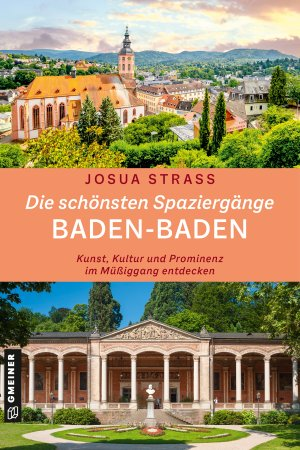 JOSUA STRASS
Die schönsten Spaziergänge
BADEN-BADEN
Kunst, Kultur und Prominenz
im Müßiggang entdecken
GMEINER